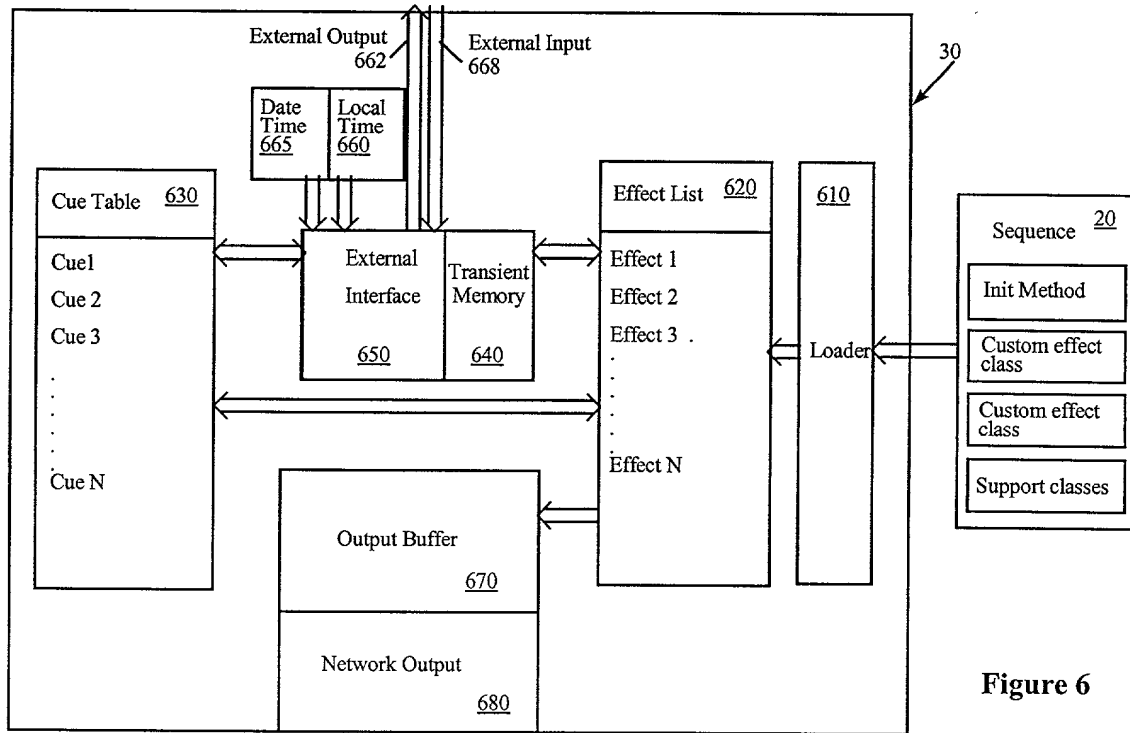 External Output
662
External Input
668
30
Date
Time
665
Local
Time
660
Cue Table 630
Cue1
Cue 2
Cue 3
.
.
.
.
.
.
Cue N
External
Interface
650
Transient
Memory
640
Effect List 620
Effect 1
Effect 2
Effect 3 .
.
.
.
.
.
.
Effect N
610
Loader
Sequence 20
Init Method
Custom effect
class
Custom effect
class
Support classes
Output Buffer
670
Network Output
680
Figure 6